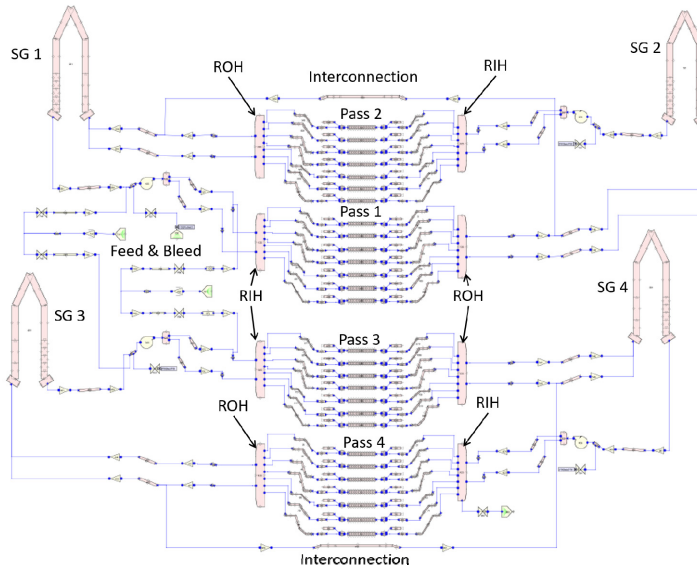 SG 1
SG 2
ROH
Interconnection
RIH
Pass 2
Pass 1
Feed & Bleed
RIH
ROH
SG 3
SG 4
Pass 3
ROH
RIH
Pass 4
Interconnection